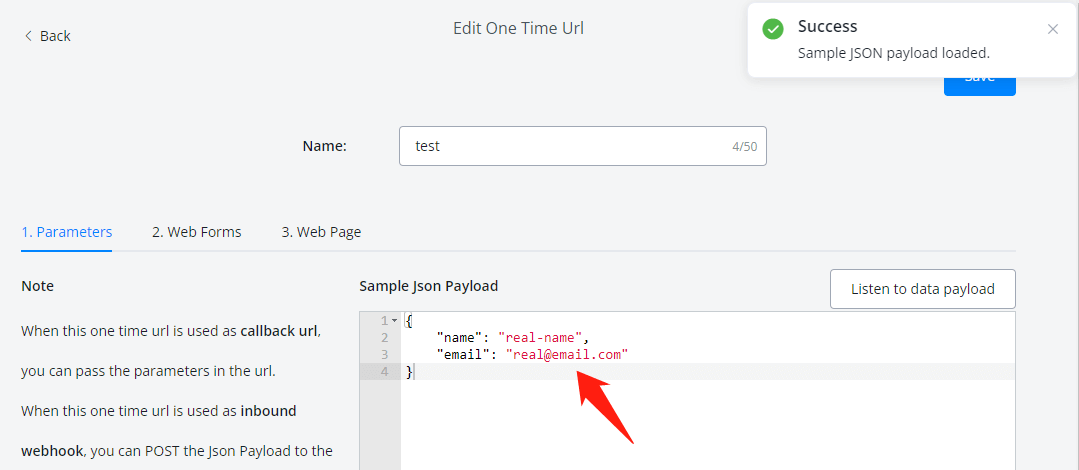 Back
Edit One Time Url
Success
Sample JSON payload loaded.
Save
Name:
test
4/50
1. Parameters
2. Web Forms
3. Web Page
Note
When this one time url is used as callback url,
you can pass the parameters in the url.
When this one time url is used as inbound
webhook, you can POST the Json Payload to the
Sample Json Payload
Listen to data payload
1 {
2 "name": "real-name",
3 "email": "real@email.com"
4 }